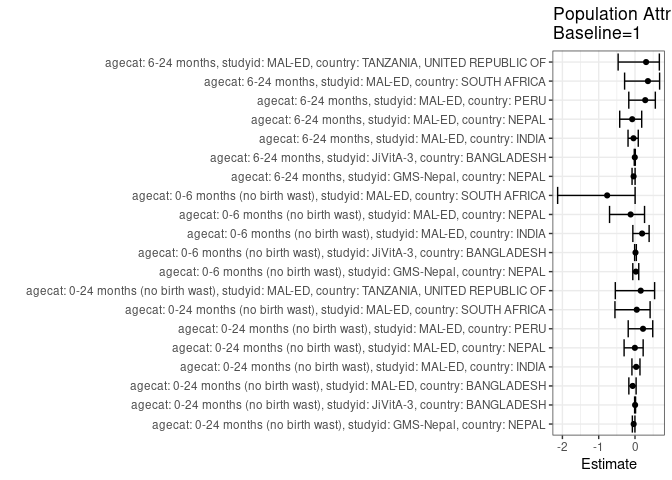 Population Attr
Baseline=1
agecat: 6-24 months, studyid: MAL-ED, country: TANZANIA, UNITED REPUBLIC OF
agecat: 6-24 months, studyid: MAL-ED, country: SOUTH AFRICA
agecat: 6-24 months, studyid: MAL-ED, country: PERU
agecat: 6-24 months, studyid: MAL-ED, country: NEPAL
agecat: 6-24 months, studyid: MAL-ED, country: INDIA
agecat: 6-24 months, studyid: JiVitA-3, country: BANGLADESH
agecat: 6-24 months, studyid: GMS-Nepal, country: NEPAL
agecat: 0-6 months (no birth wast), studyid: MAL-ED, country: SOUTH AFRICA
agecat: 0-6 months (no birth wast), studyid: MAL-ED, country: NEPAL
agecat: 0-6 months (no birth wast), studyid: MAL-ED, country: INDIA
agecat: 0-6 months (no birth wast), studyid: JiVitA-3, country: BANGLADESH
agecat: 0-6 months (no birth wast), studyid: GMS-Nepal, country: NEPAL
agecat: 0-24 months (no birth wast), studyid: MAL-ED, country: TANZANIA, UNITED REPUBLIC OF
agecat: 0-24 months (no birth wast), studyid: MAL-ED, country: SOUTH AFRICA
agecat: 0-24 months (no birth wast), studyid: MAL-ED, country: PERU
agecat: 0-24 months (no birth wast), studyid: MAL-ED, country: NEPAL
agecat: 0-24 months (no birth wast), studyid: MAL-ED, country: INDIA
agecat: 0-24 months (no birth wast), studyid: MAL-ED, country: BANGLADESH
agecat: 0-24 months (no birth wast), studyid: JiVitA-3, country: BANGLADESH
agecat: 0-24 months (no birth wast), studyid: GMS-Nepal, country: NEPAL
-2 -1 0
Estimate